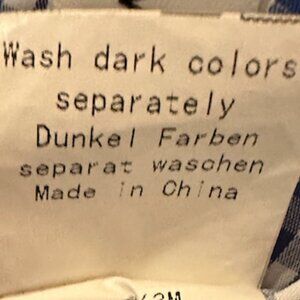 Wash dark colors
separately
Dunkel Farben
separat waschen
Made in China